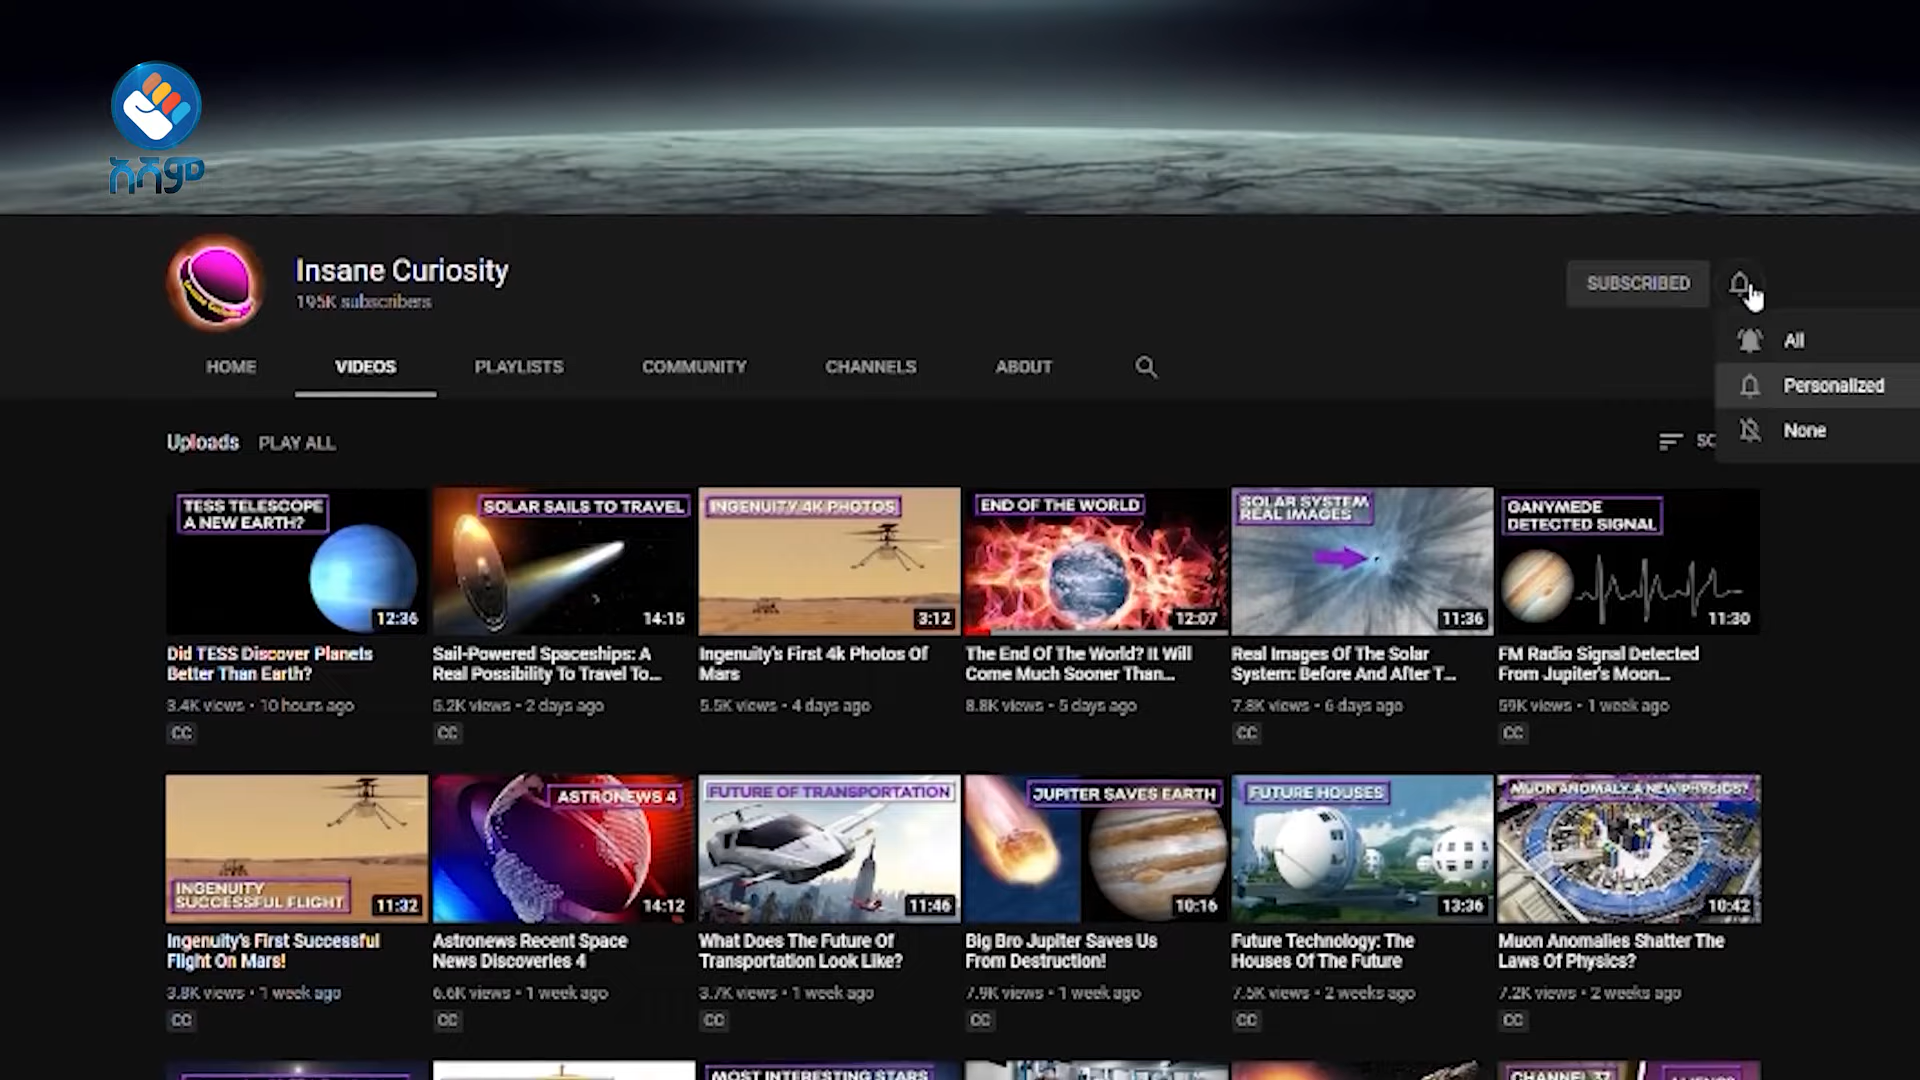 አሻም
Insane Curiosity
195K subscribers
SUBSCRIBED
HOME VIDEOS PLAYLISTS COMMUNITY CHANNELS ABOUT
All
Personalized
None
Uploads PLAY ALL
TESS TELESCOPE
A NEW EARTH?
12:36
SOLAR SAILS TO TRAVEL
14:15
INGENUITY 4K PHOTOS
3:12
END OF THE WORLD
12:07
SOLAR SYSTEM
REAL IMAGES
11:36
GANYMEDE
DETECTED SIGNAL
11:30
Did TESS Discover Planets
Better Than Earth?
3.4K views • 10 hours ago
CC
Sail-Powered Spaceships: A
Real Possibility To Travel To...
5.2K views • 2 days ago
CC
Ingenuity's First 4k Photos Of
Mars
5.5K views • 4 days ago
The End Of The World? It Will
Come Much Sooner Than...
8.8K views • 5 days ago
Real Images Of The Solar
System: Before And After T...
7.8K views • 6 days ago
CC
FM Radio Signal Detected
From Jupiter's Moon...
59K views • 1 week ago
CC
INGENUITY
SUCCESSFUL FLIGHT
11:32
ASTRONEWS 4
14:12
FUTURE OF TRANSPORTATION
11:46
JUPITER SAVES EARTH
10:16
FUTURE HOUSES
13:36
MUON ANOMALY A NEW PHYSICS?
10:42
Ingenuity's First Successful
Flight On Mars!
3.8K views • 1 week ago
CC
Astronews Recent Space
News Discoveries 4
6.6K views • 1 week ago
CC
What Does The Future Of
Transportation Look Like?
3.7K views • 1 week ago
CC
Big Bro Jupiter Saves Us
From Destruction!
7.9K views • 1 week ago
CC
Future Technology: The
Houses Of The Future
7.5K views • 2 weeks ago
CC
Muon Anomalies Shatter The
Laws Of Physics?
7.2K views • 2 weeks ago
CC
MOST INTERESTING STARS
CHANNEL 37